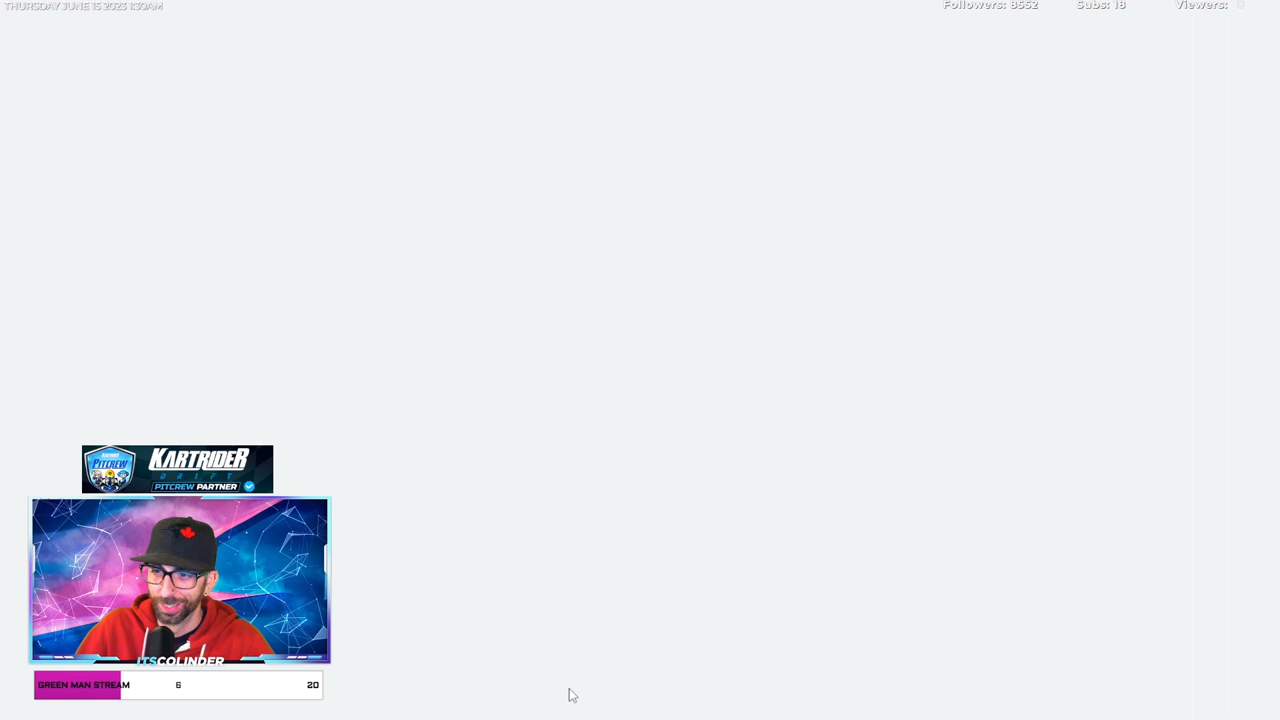 THURSDAY JUNE 15 2023 1:30AM
Followers: 8552 Subs: 18 Viewers:
PITCREW
KARTRIDER
DRIFT
PITCREW PARTNER
ITSCOLINDER
GREEN MAN STREAM 6 20